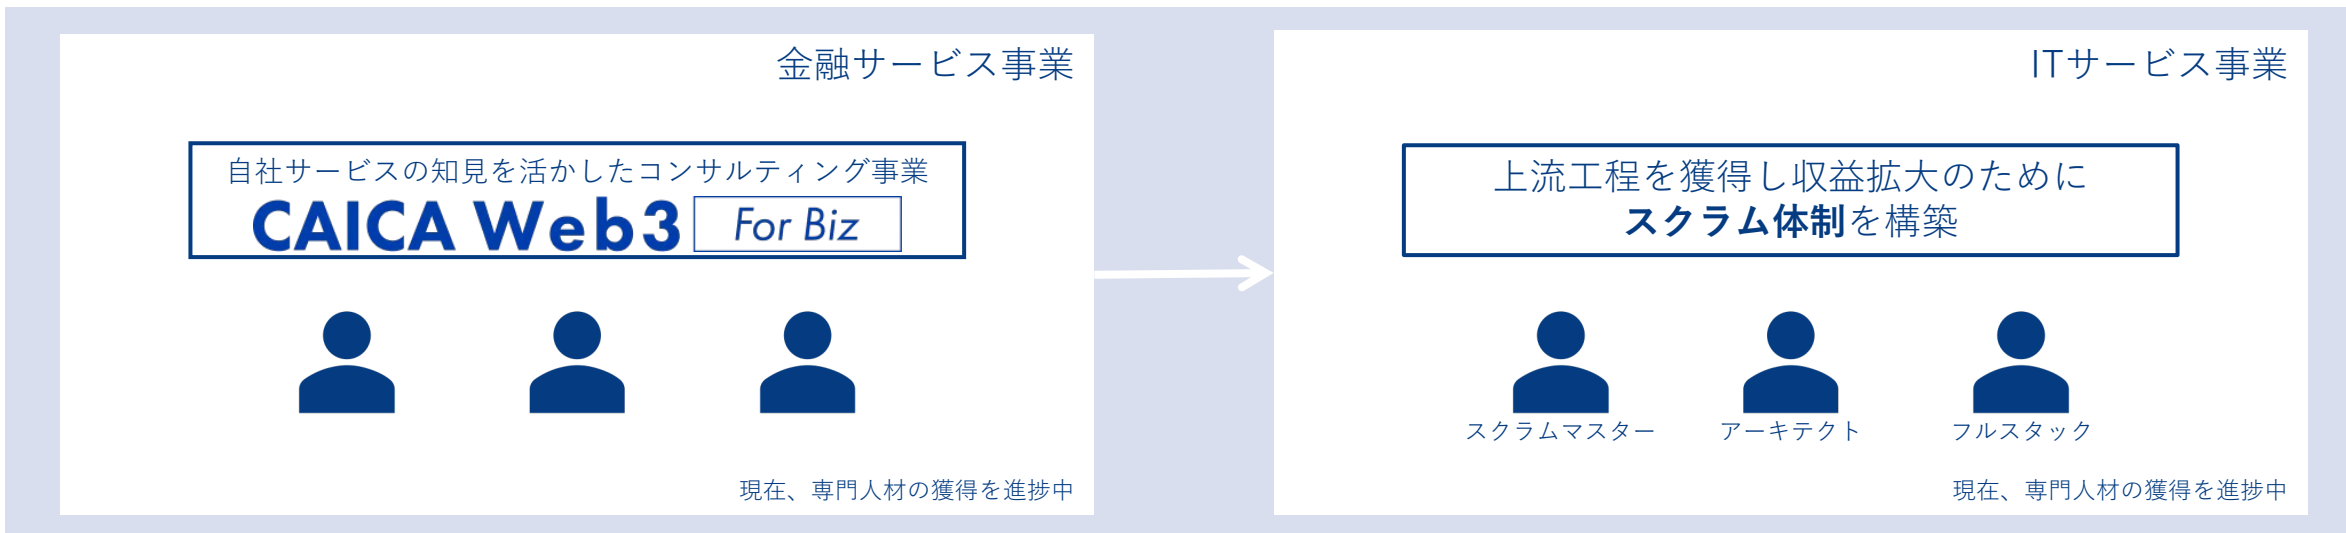 金融サービス事業
自社サービスの知見を活かしたコンサルティング事業
CAICA Web3 For Biz
現在、専門人材の獲得を進捗中
ITサービス事業
上流工程を獲得し収益拡大のために
スクラム体制を構築
スクラムマスター
アーキテクト
フルスタック
現在、専門人材の獲得を進捗中